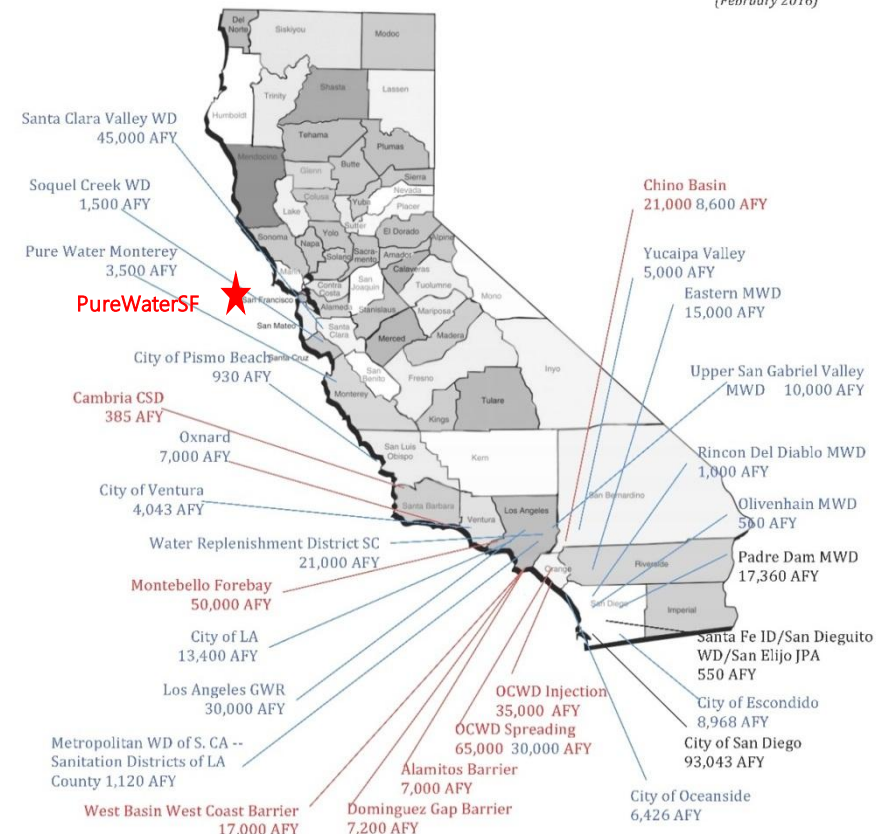 (February 2016)
Del
Norte
Siskiyou
Modoc
Humboldt
Trinity
Shasta
Lassen
Tehama
Plumas
Mendocino
Glenn
Butte
Sierra
Nevada
Placer
Colusa
Yuba
Lake
Sutter
Sonoma
Napa
Yolo
El Dorado
Alpine
Solano
Sacra-
mento
Amador
Calaveras
Marin
Contra
Costa
San
Joaquin
Tuolumne
Mono
San Francisco
Alameda
Stanislaus
Mariposa
San Mateo
Santa
Clara
Merced
Madera
Santa Cruz
San
Benito
Fresno
Inyo
Monterey
Kings
Tulare
San Luis
Obispo
Kern
Santa Barbara
Ventura
Los Angeles
San Bernardino
Orange
Riverside
San Diego
Imperial
Santa Clara Valley WD
45,000 AFY
Soquel Creek WD
1,500 AFY
Pure Water Monterey
3,500 AFY
PureWaterSF
City of Pismo Beach
930 AFY
Cambria CSD
385 AFY
Oxnard
7,000 AFY
City of Ventura
4,043 AFY
Water Replenishment District SC
21,000 AFY
Montebello Forebay
50,000 AFY
City of LA
13,400 AFY
Los Angeles GWR
30,000 AFY
Metropolitan WD of S. CA --
Sanitation Districts of LA
County 1,120 AFY
West Basin West Coast Barrier
17,000 AFY
Dominguez Gap Barrier
7,200 AFY
Alamitos Barrier
7,000 AFY
OCWD Spreading
65,000 30,000 AFY
OCWD Injection
35,000 AFY
Chino Basin
21,000 8,600 AFY
Yucaipa Valley
5,000 AFY
Eastern MWD
15,000 AFY
Upper San Gabriel Valley
MWD 10,000 AFY
Rincon Del Diablo MWD
1,000 AFY
Olivenhain MWD
560 AFY
Padre Dam MWD
17,360 AFY
Santa Fe ID/San Dieguito
WD/San Elijo JPA
550 AFY
City of Escondido
8,968 AFY
City of San Diego
93,043 AFY
City of Oceanside
6,426 AFY